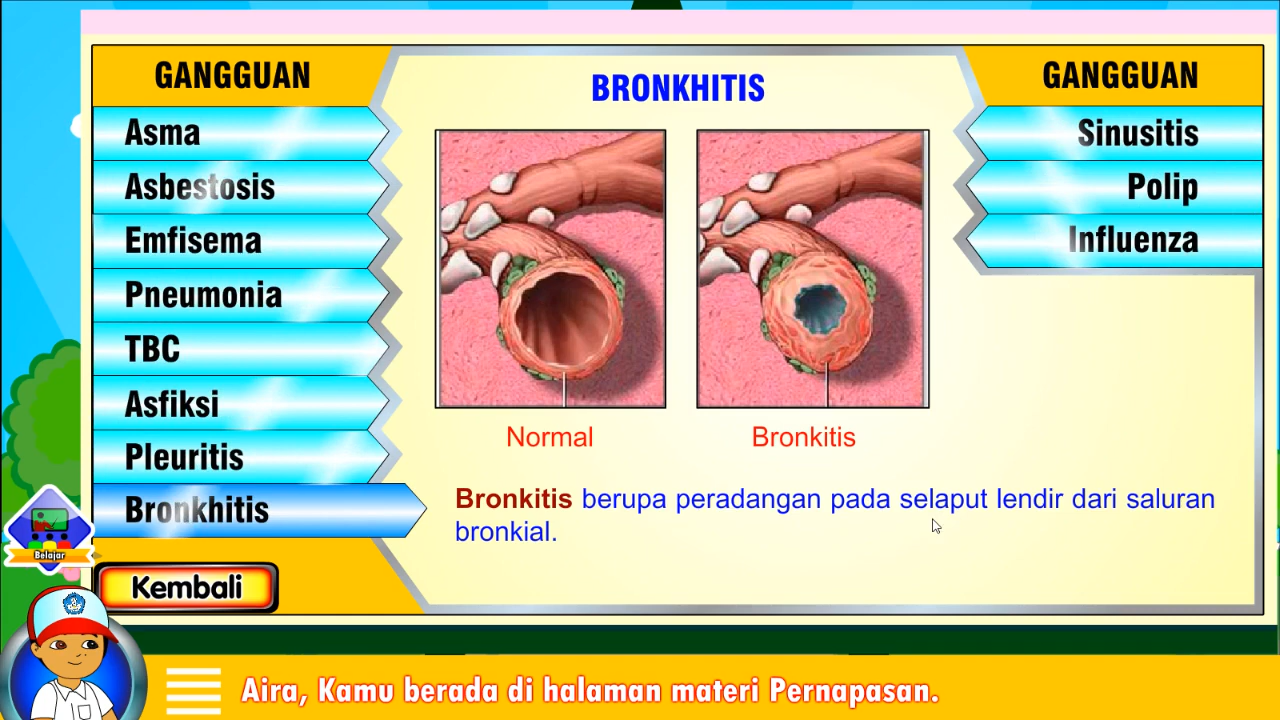 GANGGUAN
Asma
Asbestosis
Emfisema
Pneumonia
TBC
Asfiksi
Pleuritis
Bronkhitis
Kembali
BRONKHITIS
Normal
Bronkitis
Bronkitis berupa peradangan pada selaput lendir dari saluran
bronkial.
GANGGUAN
Sinusitis
Polip
Influenza
Belajar
Aira, Kamu berada di halaman materi Pernapasan.